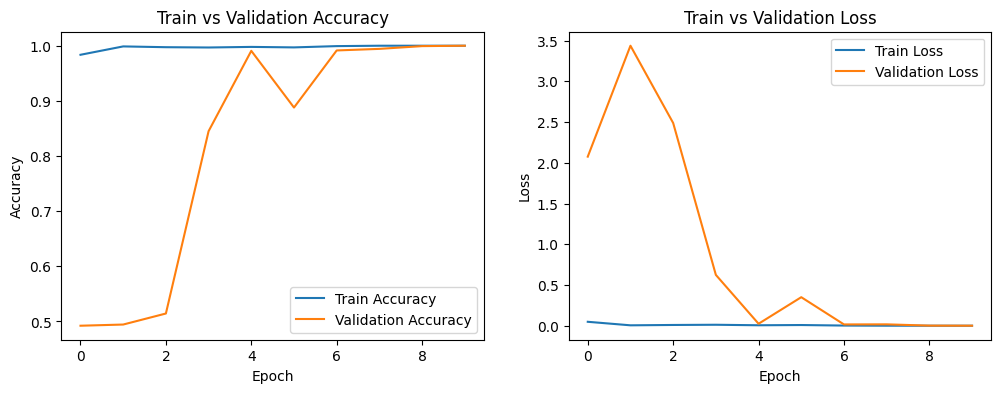 Train vs Validation Accuracy
1.0
0.9
0.8
0.7
0.6
0.5
Accuracy
0 2 4 6 8
Epoch
Train Accuracy
Validation Accuracy
Train vs Validation Loss
3.5
3.0
2.5
2.0
1.5
1.0
0.5
0.0
Loss
0 2 4 6 8
Epoch
Train Loss
Validation Loss